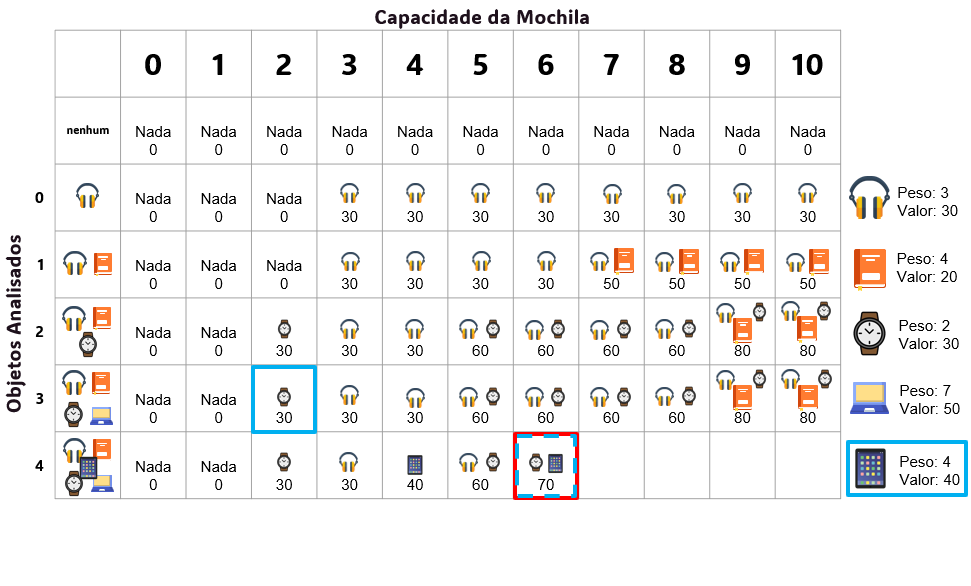 Capacidade da Mochila
0 1 2 3 4 5 6 7 8 9 10
Objetos Analisados
nenhum Nada Nada Nada Nada Nada Nada Nada Nada Nada Nada Nada
0 0 0 0 0 0 0 0 0 0 0
0 Nada Nada Nada
0 0 0 30 30 30 30 30 30 30 30
Peso: 3
Valor: 30
1 Nada Nada Nada
0 0 0 30 30 30 30 50 50 50 50
Peso: 4
Valor: 20
2 Nada Nada
0 0 30 30 30 60 60 60 60 80 80
Peso: 2
Valor: 30
3 Nada Nada
0 0 30 30 30 60 60 60 60 80 80
Peso: 7
Valor: 50
4 Nada Nada
0 0 30 30 40 60 70
Peso: 4
Valor: 40